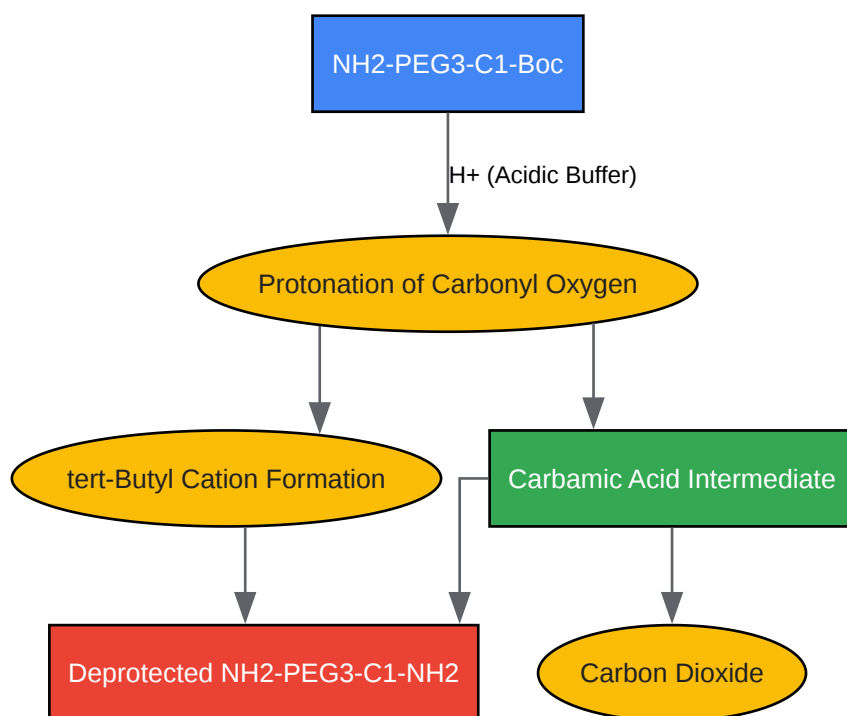 NH2-PEG3-C1-Boc
H+ (Acidic Buffer)
Protonation of Carbonyl Oxygen
tert-Butyl Cation Formation
Carbamic Acid Intermediate
Deprotected NH2-PEG3-C1-NH2
Carbon Dioxide